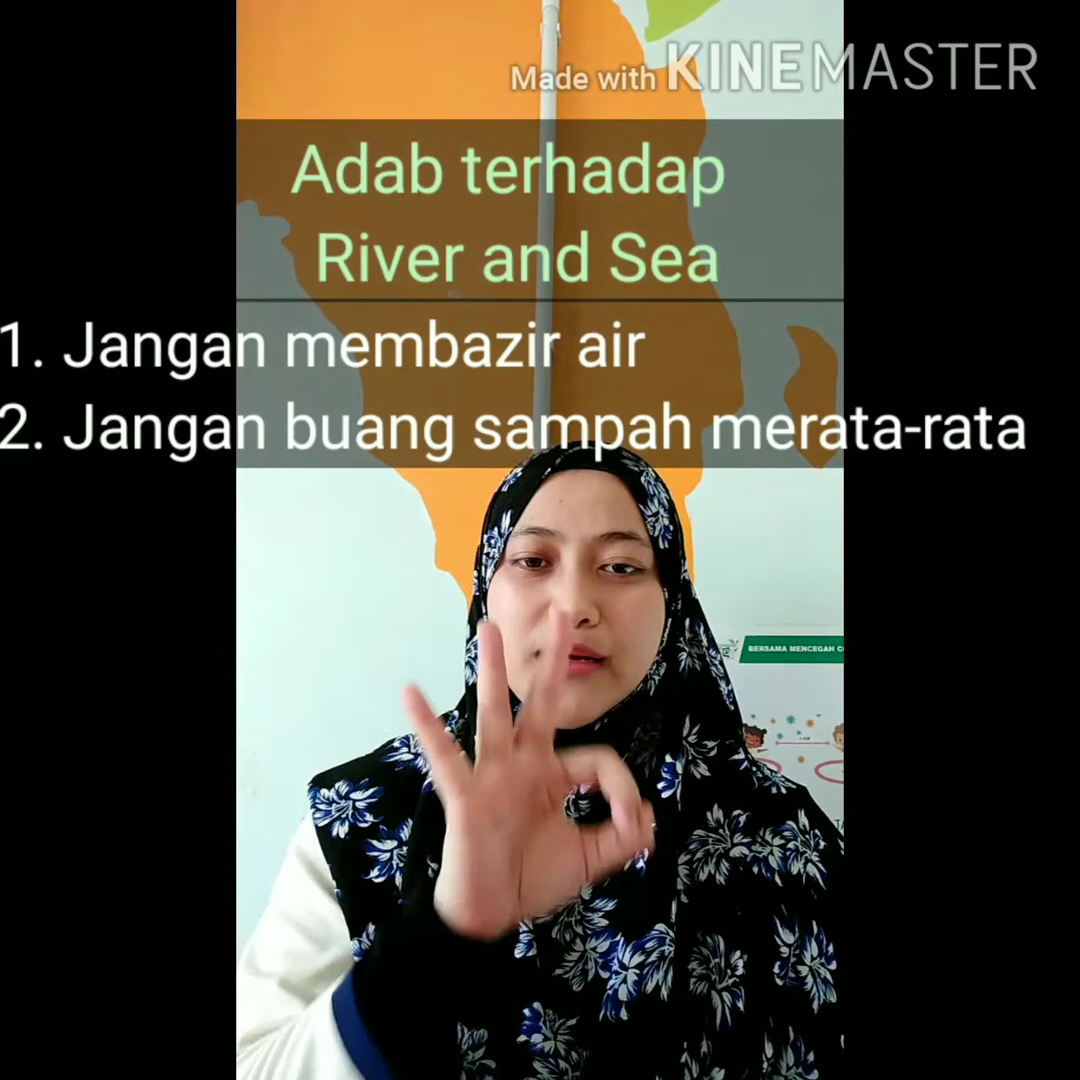 Made with KINEMASTER
Adab terhadap
River and Sea
1. Jangan membazir air
2. Jangan buang sampah merata-rata
BERSAMA MENCEGAH